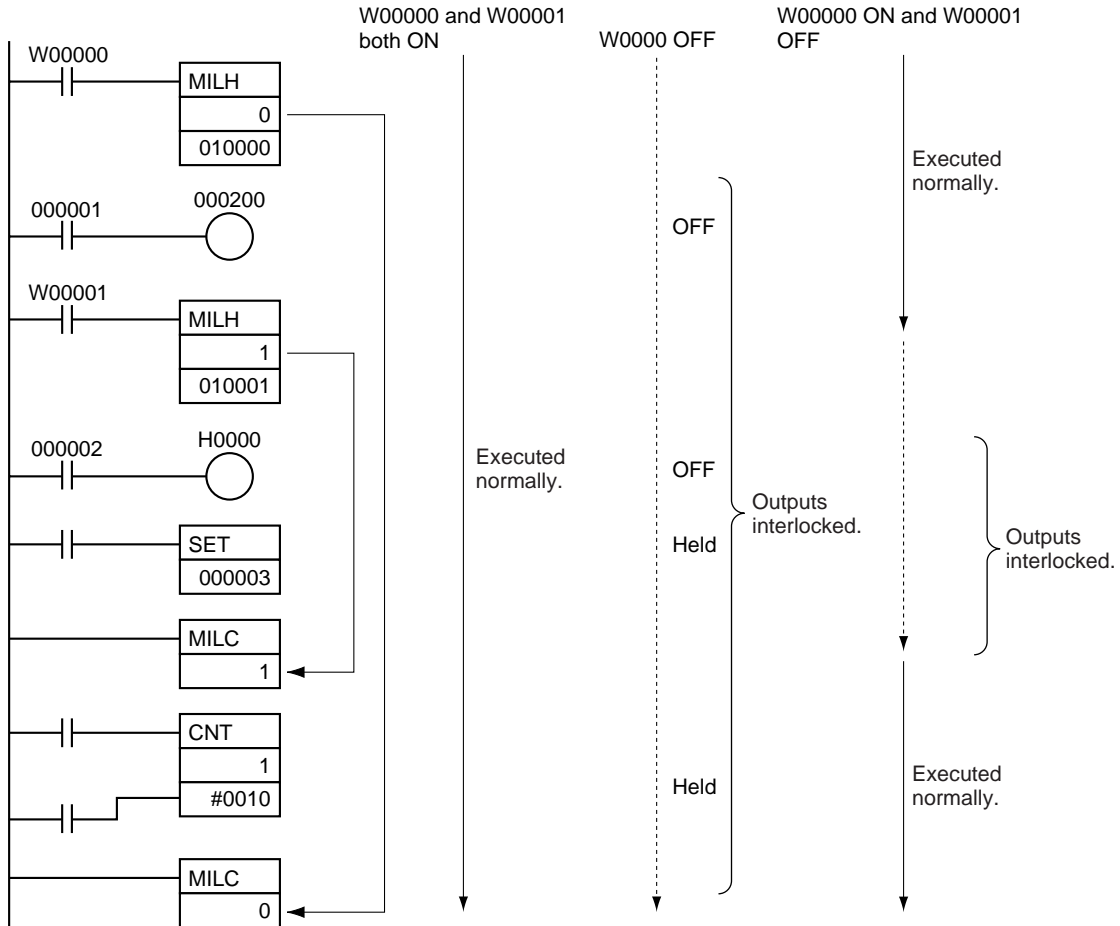 W00000 and W00001
both ON
W0000 OFF
W00000 ON and W00001
OFF
W00000
MILH
0
010000
Executed
normally.
000001
000200
OFF
W00001
MILH
1
010001
000002
H0000
Executed
normally.
OFF
Outputs
interlocked.
SET
000003
Held
Outputs
interlocked.
MILC
1
CNT
1
#0010
Held
Executed
normally.
MILC
0